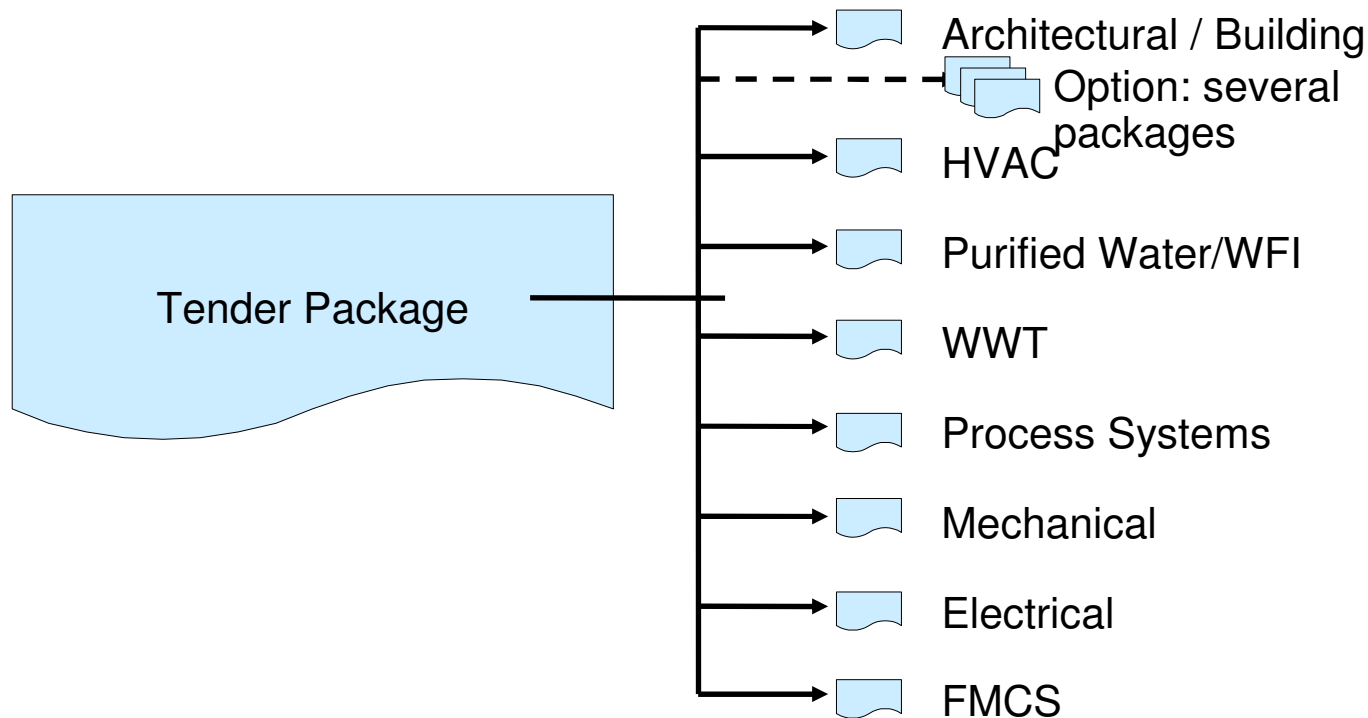 Architectural / Building
Option: several
packages
HVAC
Purified Water/WFI
Tender Package
WWT
Process Systems
Mechanical
Electrical
FMCS